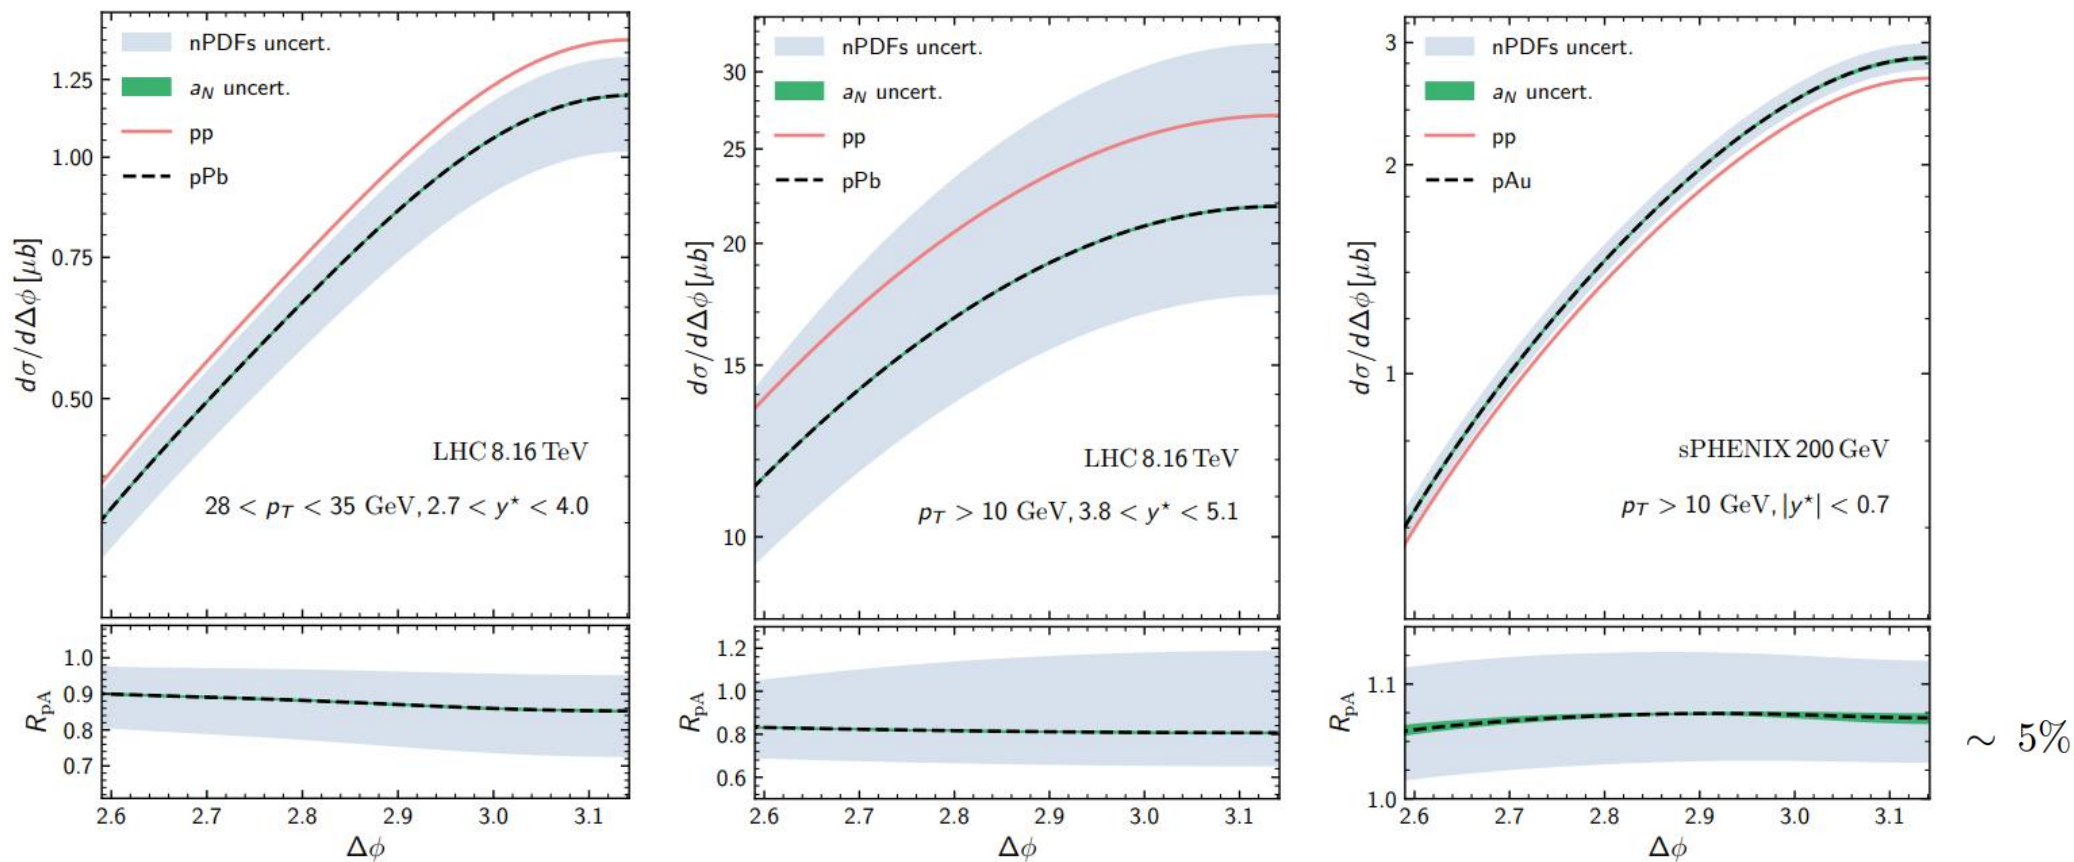 dσ/dΔϕ [μb]
1.25
1.00
0.75
0.50
nPDFs uncert.
a_N uncert.
pp
pPb
LHC 8.16 TeV
28 < p_T < 35 GeV, 2.7 < y⋆ < 4.0
R_pA
1.0
0.9
0.8
0.7
2.6 2.7 2.8 2.9 3.0 3.1
Δϕ
dσ/dΔϕ [μb]
30
25
20
15
10
nPDFs uncert.
a_N uncert.
pp
pPb
LHC 8.16 TeV
p_T > 10 GeV, 3.8 < y⋆ < 5.1
R_pA
1.2
1.0
0.8
0.6
2.6 2.7 2.8 2.9 3.0 3.1
Δϕ
dσ/dΔϕ [μb]
3
2
1
nPDFs uncert.
a_N uncert.
pp
pAu
sPHENIX 200 GeV
p_T > 10 GeV, |y⋆| < 0.7
R_pA
1.1
1.0
2.6 2.7 2.8 2.9 3.0 3.1
Δϕ
∼ 5%